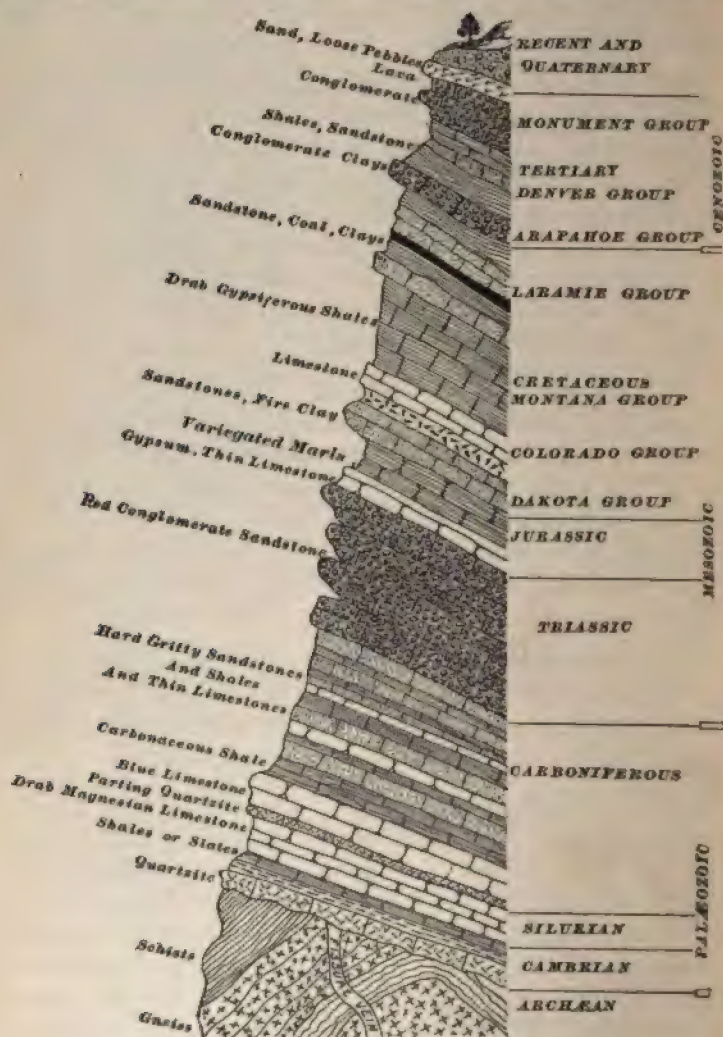 Sand, Loose Pebbles
Lava
Conglomerate
Shales, Sandstone
Conglomerate Clays
Sandstone, Coal, Clays
Drab Gypsiferous Shales
Limestone
Sandstones, Fire Clay
Variegated Marls
Gypsum, Thin Limestone
Red Conglomerate Sandstone
Hard Gritty Sandstones
And Shales
And Thin Limestones
Carbonaceous Shale
Blue Limestone
Parting Quartzite
Drab Magnesian Limestone
Shales or Slates
Quartzite
Schists
Gneiss
FISSURE VEIN
RECENT AND
QUATERNARY
MONUMENT GROUP
TERTIARY
DENVER GROUP
ARAPAHOE GROUP
LARAMIE GROUP
CRETACEOUS
MONTANA GROUP
COLORADO GROUP
DAKOTA GROUP
JURASSIC
TRIASSIC
CARBONIFEROUS
SILURIAN
CAMBRIAN
ARCHÆAN
CENOZOIC
MESOZOIC
PALÆOZOIC